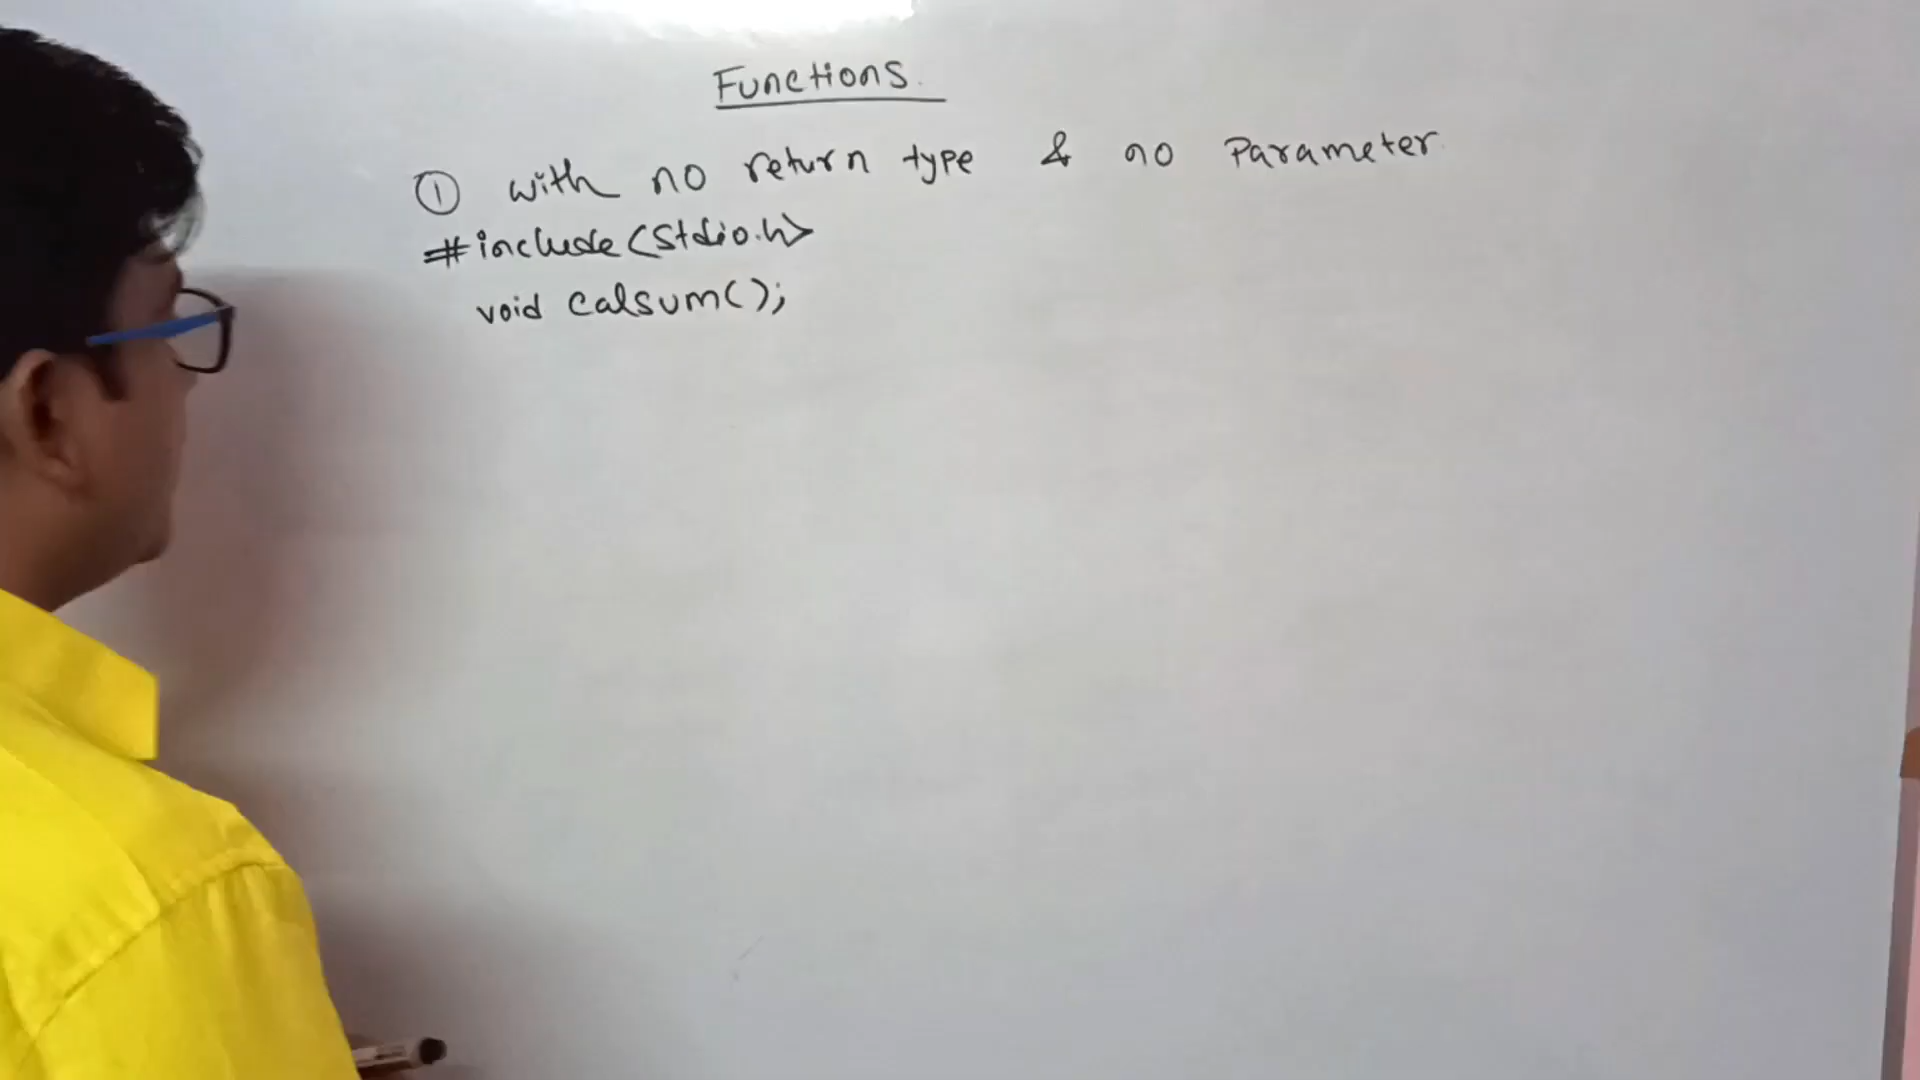 Functions.
① with no return type & no Parameter
#include<stdio.h>
void calsum();